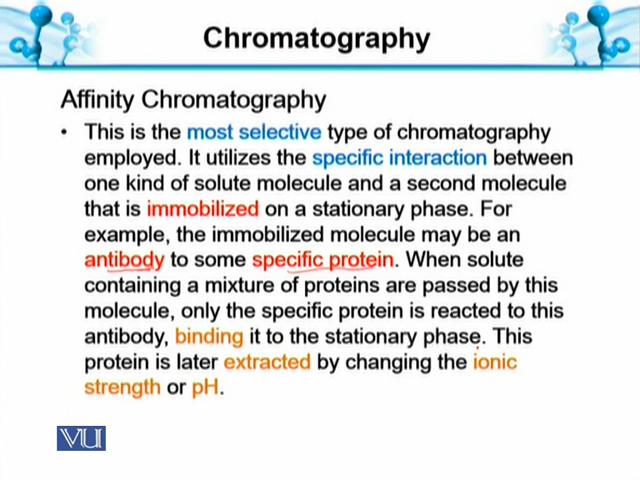 Chromatography
Affinity Chromatography
• This is the most selective type of chromatography
employed. It utilizes the specific interaction between
one kind of solute molecule and a second molecule
that is immobilized on a stationary phase. For
example, the immobilized molecule may be an
antibody to some specific protein. When solute
containing a mixture of proteins are passed by this
molecule, only the specific protein is reacted to this
antibody, binding it to the stationary phase. This
protein is later extracted by changing the ionic
strength or pH.
VU